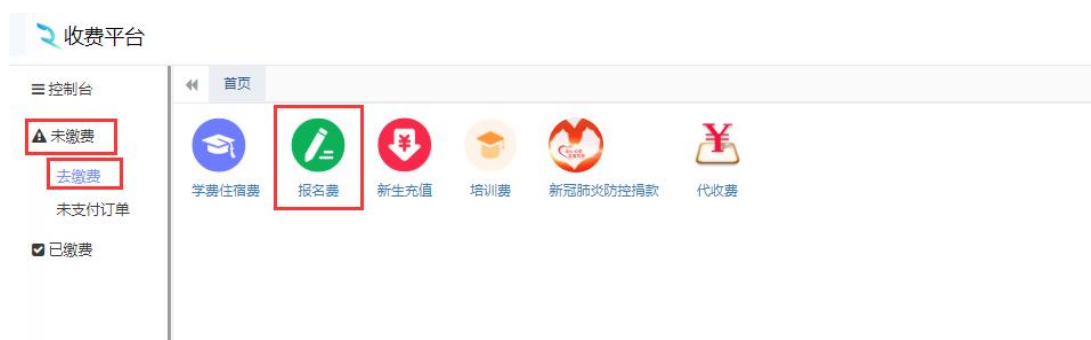 收费平台
控制台
首页
未缴费
去缴费
未支付订单
已缴费
学费住宿费 报名费 新生充值 培训费 新冠肺炎防控捐款 代收费